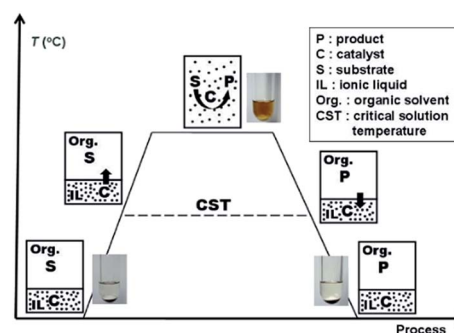 T (°C)
P : product
C : catalyst
S : substrate
IL : ionic liquid
Org. : organic solvent
CST : critical solution
temperature
S P
C
Org.
S
IL C
Org.
P
IL C
CST
Org.
S
IL C
Org.
P
IL C
Process